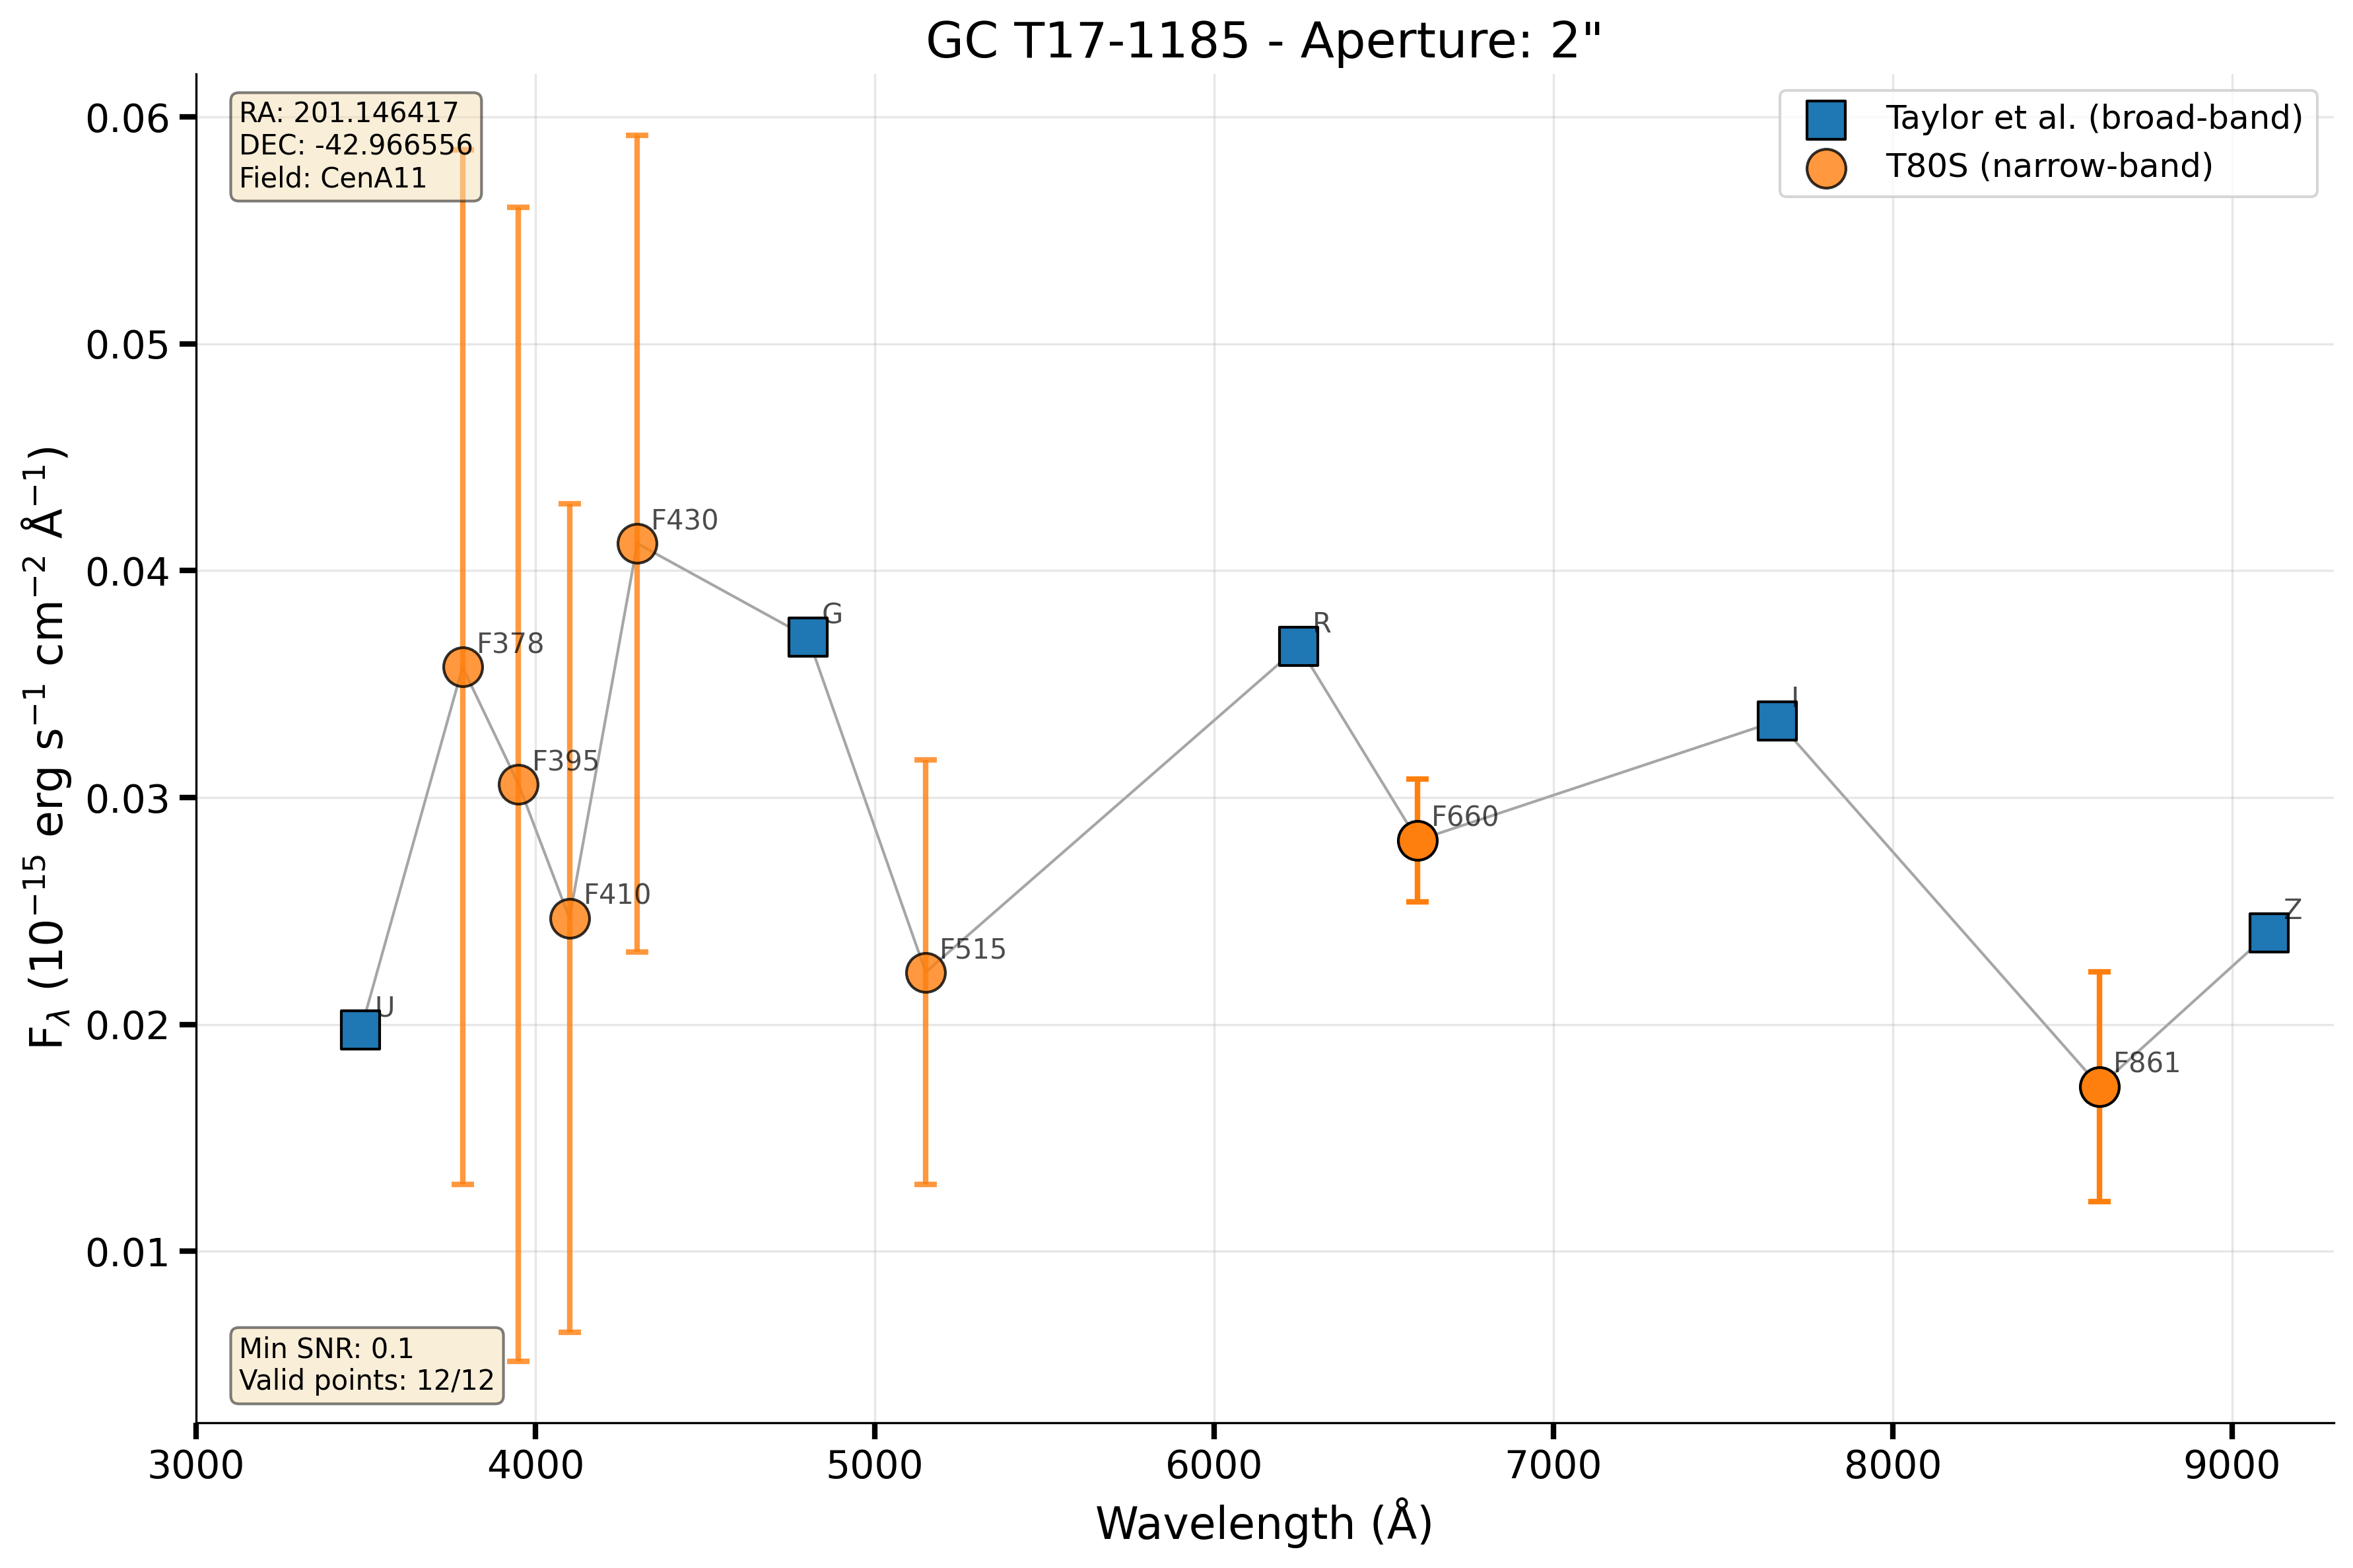 GC T17-1185 - Aperture: 2"
RA: 201.146417
DEC: -42.966556
Field: CenA11
Taylor et al. (broad-band)
T80S (narrow-band)
F$_λ$ (10$^{-15}$ erg s$^{-1}$ cm$^{-2}$ Å$^{-1}$)
0.06
0.05
0.04
0.03
0.02
0.01
U
F378
F395
F410
F430
G
F515
R
F660
I
F861
Z
Min SNR: 0.1
Valid points: 12/12
3000 4000 5000 6000 7000 8000 9000
Wavelength (Å)